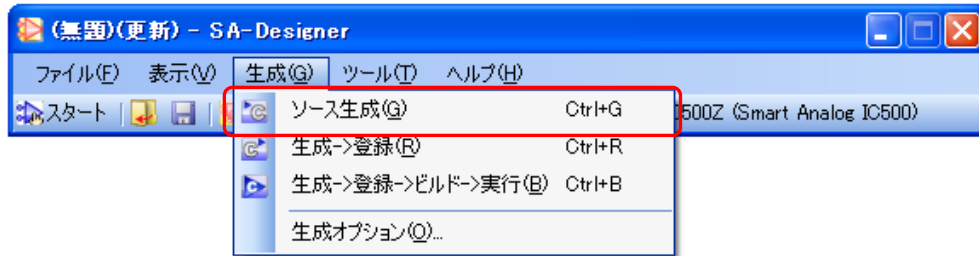 (無題)(更新) - SA-Designer
ファイル(F) 表示(V) 生成(G) ツール(T) ヘルプ(H)
スタート
ソース生成(G) Ctrl+G
500Z (Smart Analog IC500)
生成->登録(R) Ctrl+R
生成->登録->ビルド->実行(B) Ctrl+B
生成オプション(O)...